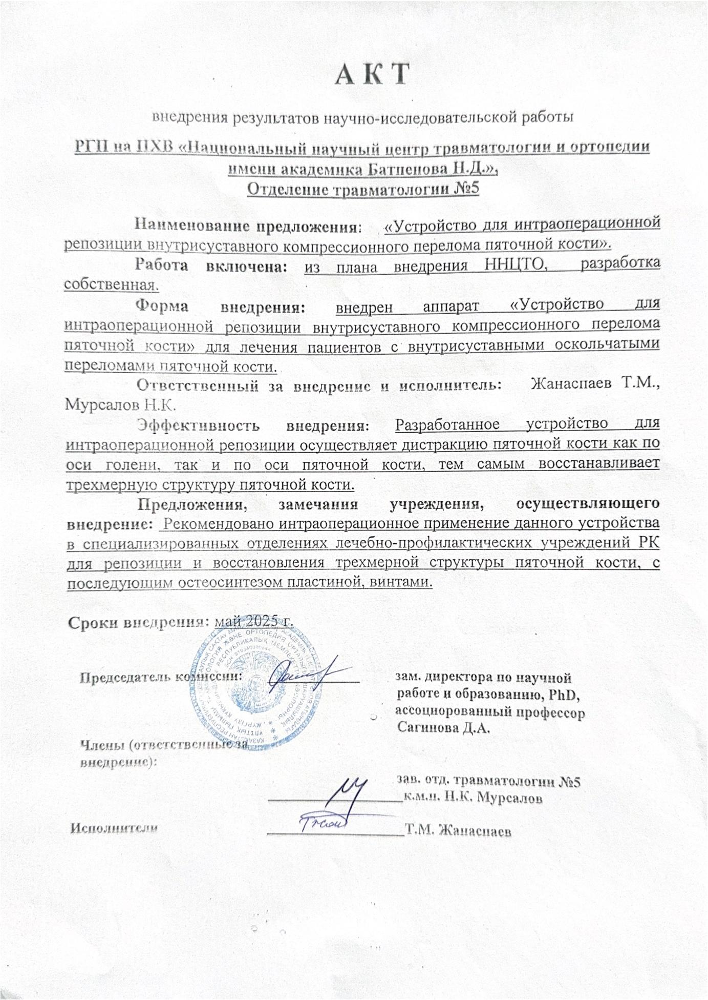 А К Т
внедрения результатов научно-исследовательской работы
РГП на ПХВ «Национальный научный центр травматологии и ортопедии
имени академика Батпенова Н.Д.»,
Отделение травматологии №5
Наименование предложения: «Устройство для интраоперационной
репозиции внутрисуставного компрессионного перелома пяточной кости».
Работа включена: из плана внедрения ННЦТО, разработка
собственная.
Форма внедрения: внедрен аппарат «Устройство для
интраоперационной репозиции внутрисуставного компрессионного перелома
пяточной кости» для лечения пациентов с внутрисуставными оскольчатыми
переломами пяточной кости.
Ответственный за внедрение и исполнитель: Жанаспаев Т.М.,
Мурсалов Н.К.
Эффективность внедрения: Разработанное устройство для
интраоперационной репозиции осуществляет дистракцию пяточной кости как по
оси голени, так и по оси пяточной кости, тем самым восстанавливает
трехмерную структуру пяточной кости.
Предложения, замечания учреждения, осуществляющего
внедрение: Рекомендовано интраоперационное применение данного устройства
в специализированных отделениях лечебно-профилактических учреждений РК
для репозиции и восстановления трехмерной структуры пяточной кости, с
последующим остеосинтезом пластиной, винтами.
Сроки внедрения: май 2025 г.
Председатель комиссии: зам. директора по научной
работе и образованию, PhD,
ассоциированный профессор
Сагинова Д.А.
Члены (ответственные за
внедрение):
зав. отд. травматологии №5
к.м.н. Н.К. Мурсалов
Исполнители Т.М. Жанаспаев